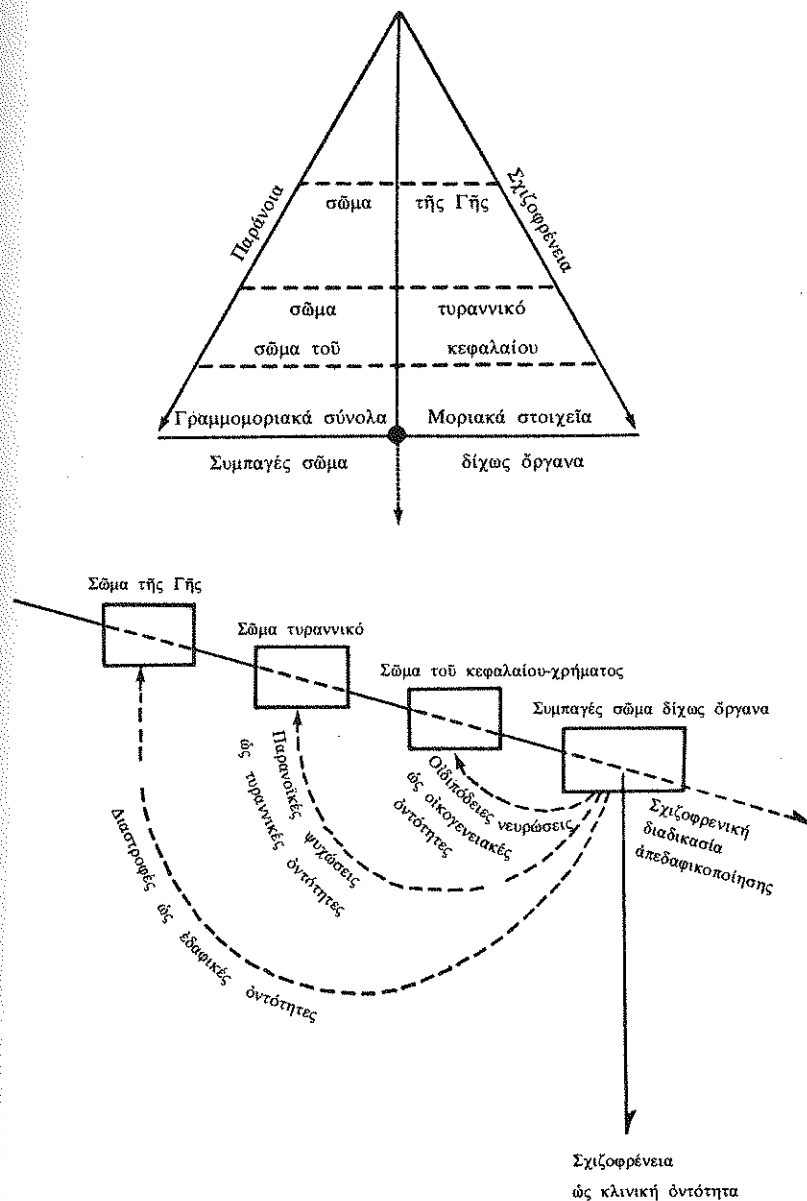 Παράνοια
Σχιζοφρένεια
σῶμα τῆς Γῆς
σῶμα τυραννικό
σῶμα τοῦ κεφαλαίου
Γραμμομοριακά σύνολα Μοριακά στοιχεῖα
Συμπαγές σῶμα δίχως ὄργανα
Σῶμα τῆς Γῆς
Σῶμα τυραννικό
Σῶμα τοῦ κεφαλαίου-χρήματος
Συμπαγές σῶμα δίχως ὄργανα
Διαστροφές ὡς ἐδαφικές ὀντότητες
Παρανοϊκές ψυχώσεις
ὡς τυραννικές ὀντότητες
Οἰδιπόδειες νευρώσεις
ὡς οἰκογενειακές
ὀντότητες
Σχιζοφρενική
διαδικασία
ἀπεδαφικοποίησης
Σχιζοφρένεια
ὡς κλινική ὀντότητα